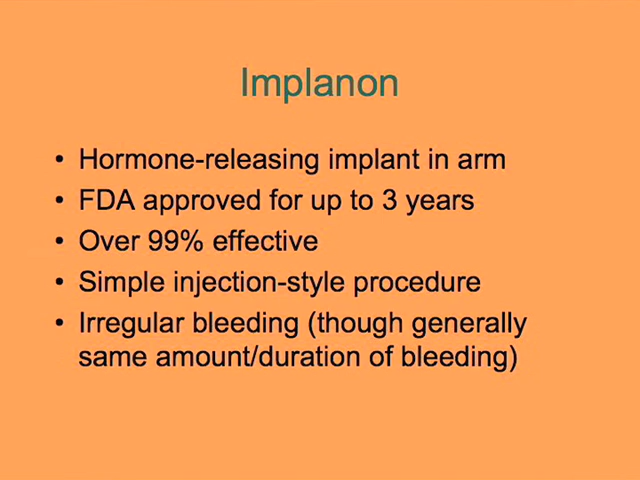 Implanon
• Hormone-releasing implant in arm
• FDA approved for up to 3 years
• Over 99% effective
• Simple injection-style procedure
• Irregular bleeding (though generally
same amount/duration of bleeding)